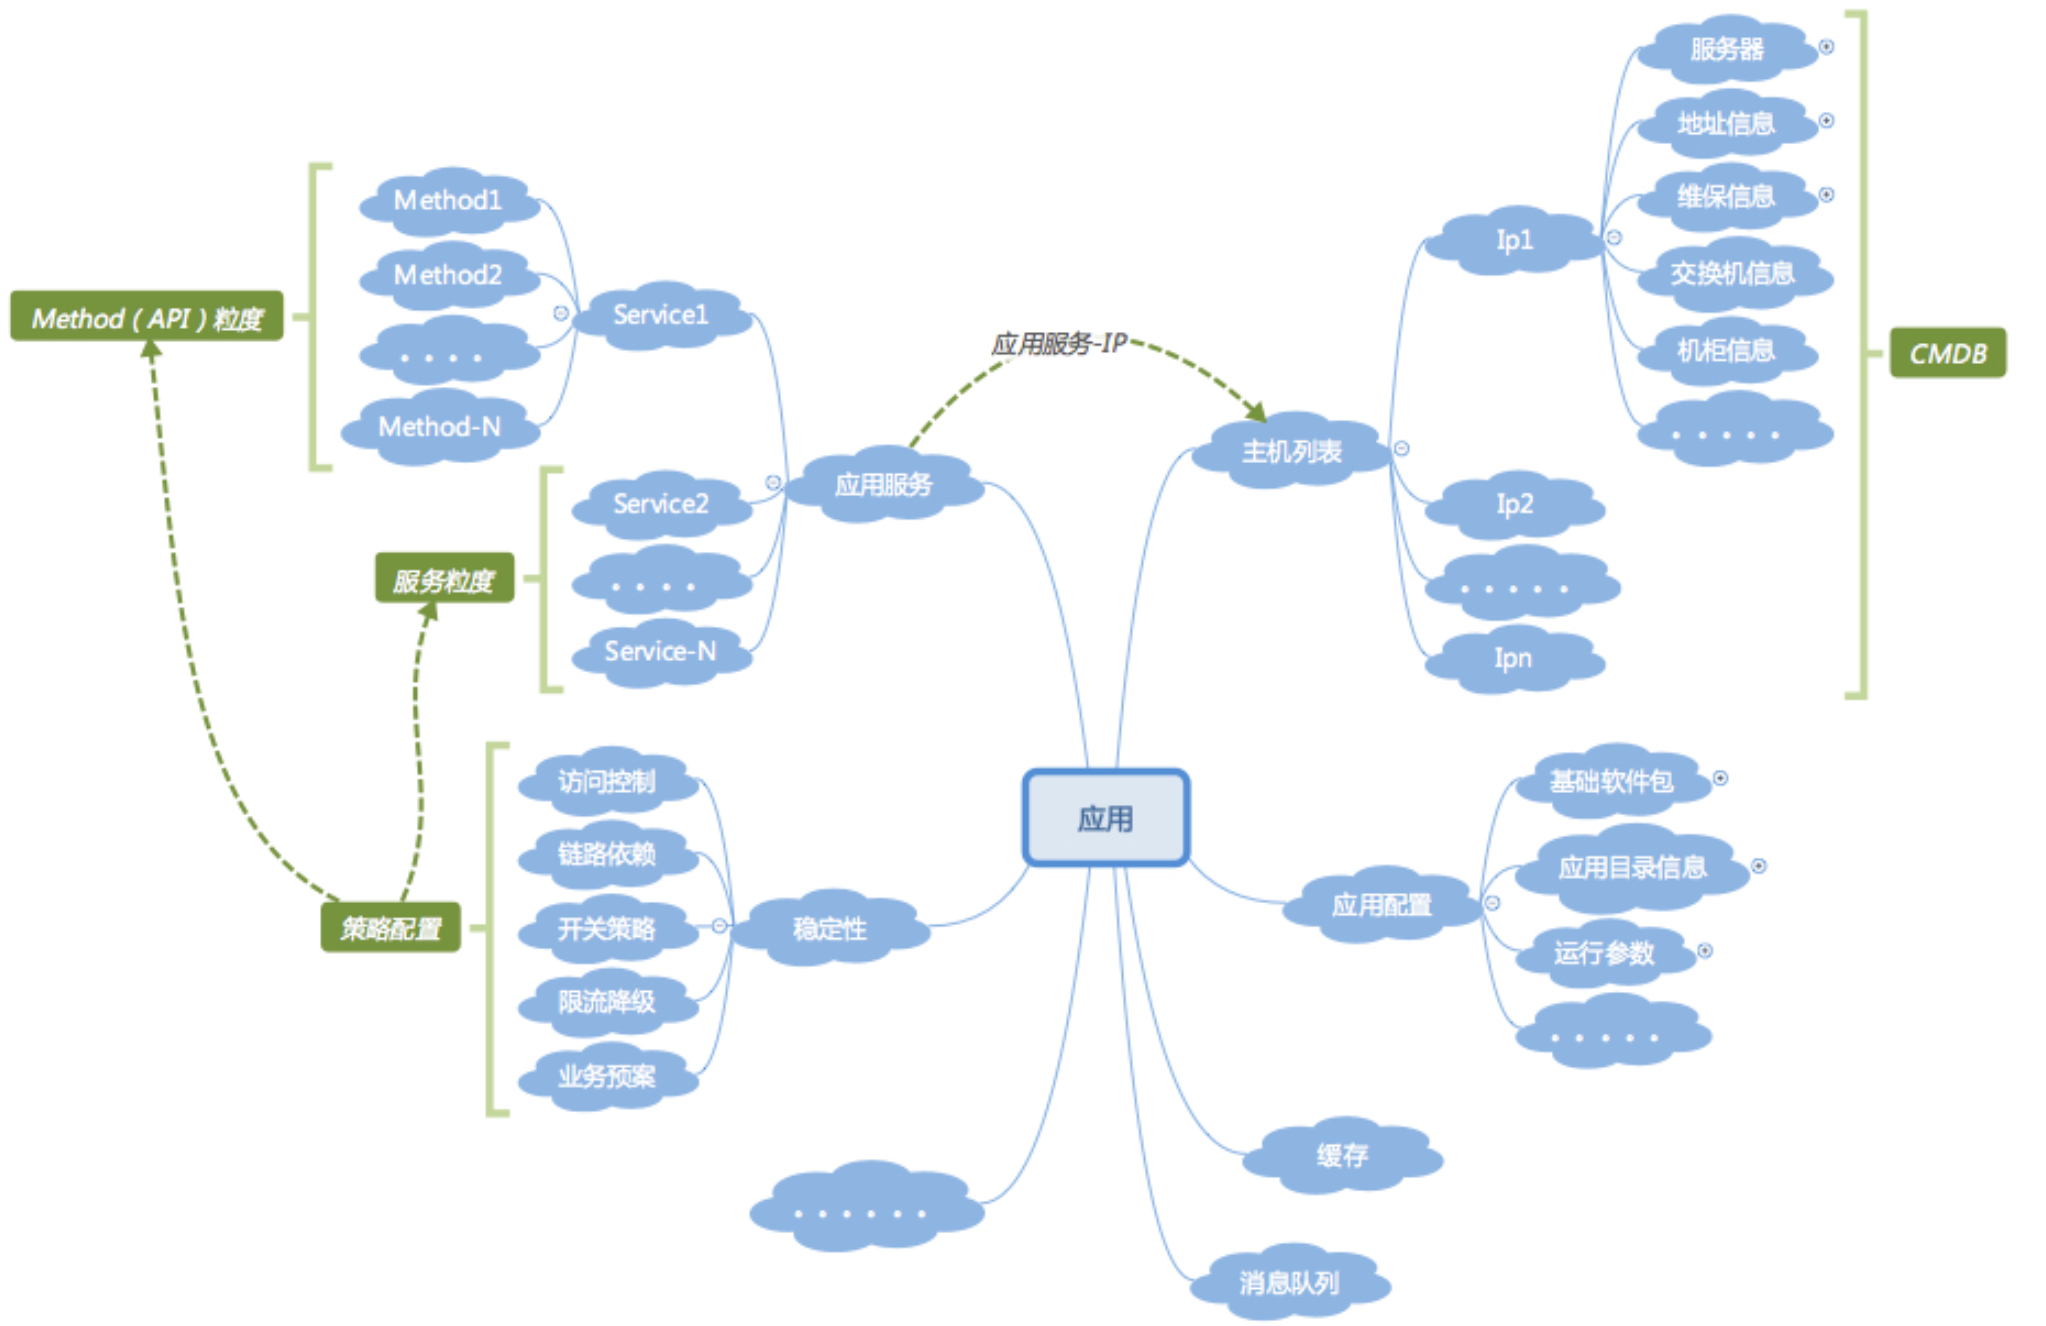 服务器
地址信息
维保信息
交换机信息
机柜信息
. . . . .
CMDB
Ip1
主机列表
Ip2
. . . . .
Ipn
应用服务-IP
Method1
Method2
. . . .
Method-N
Method（API）粒度
Service1
应用服务
Service2
. . . .
Service-N
服务粒度
访问控制
链路依赖
开关策略
限流降级
业务预案
策略配置
稳定性
应用
基础软件包
应用目录信息
运行参数
. . . . .
应用配置
缓存
. . . . . .
消息队列